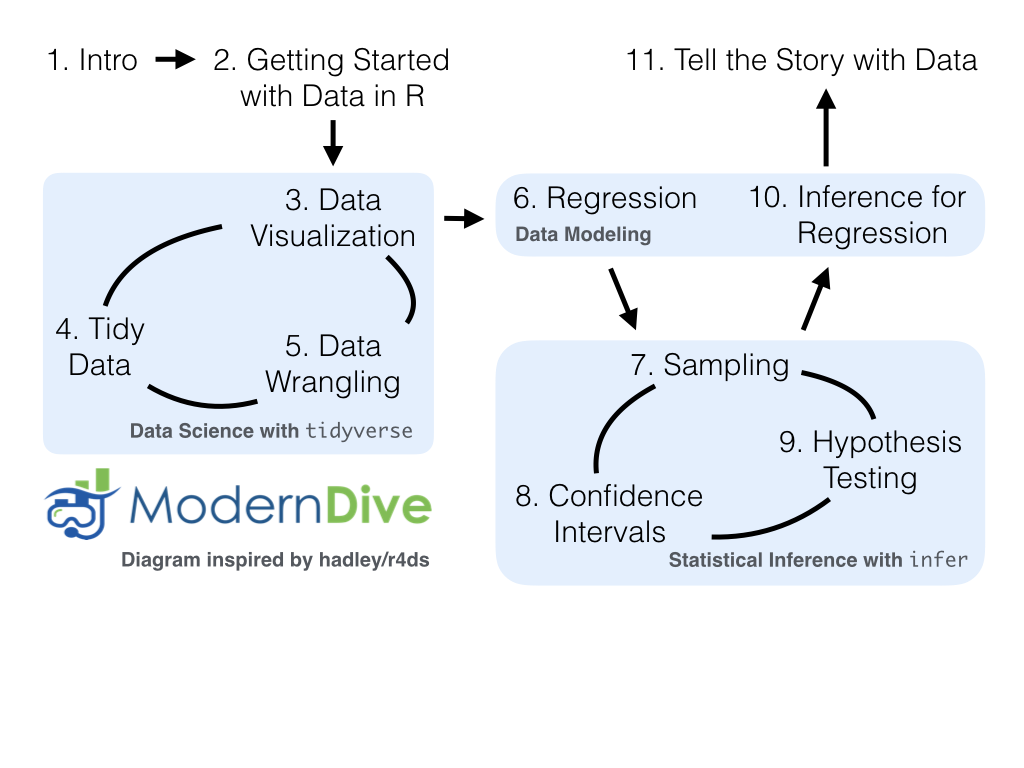 1. Intro
2. Getting Started
with Data in R
11. Tell the Story with Data
3. Data
Visualization
4. Tidy
Data
5. Data
Wrangling
Data Science with tidyverse
6. Regression
Data Modeling
10. Inference for
Regression
7. Sampling
9. Hypothesis
Testing
8. Confidence
Intervals
Statistical Inference with infer
ModernDive
Diagram inspired by hadley/r4ds